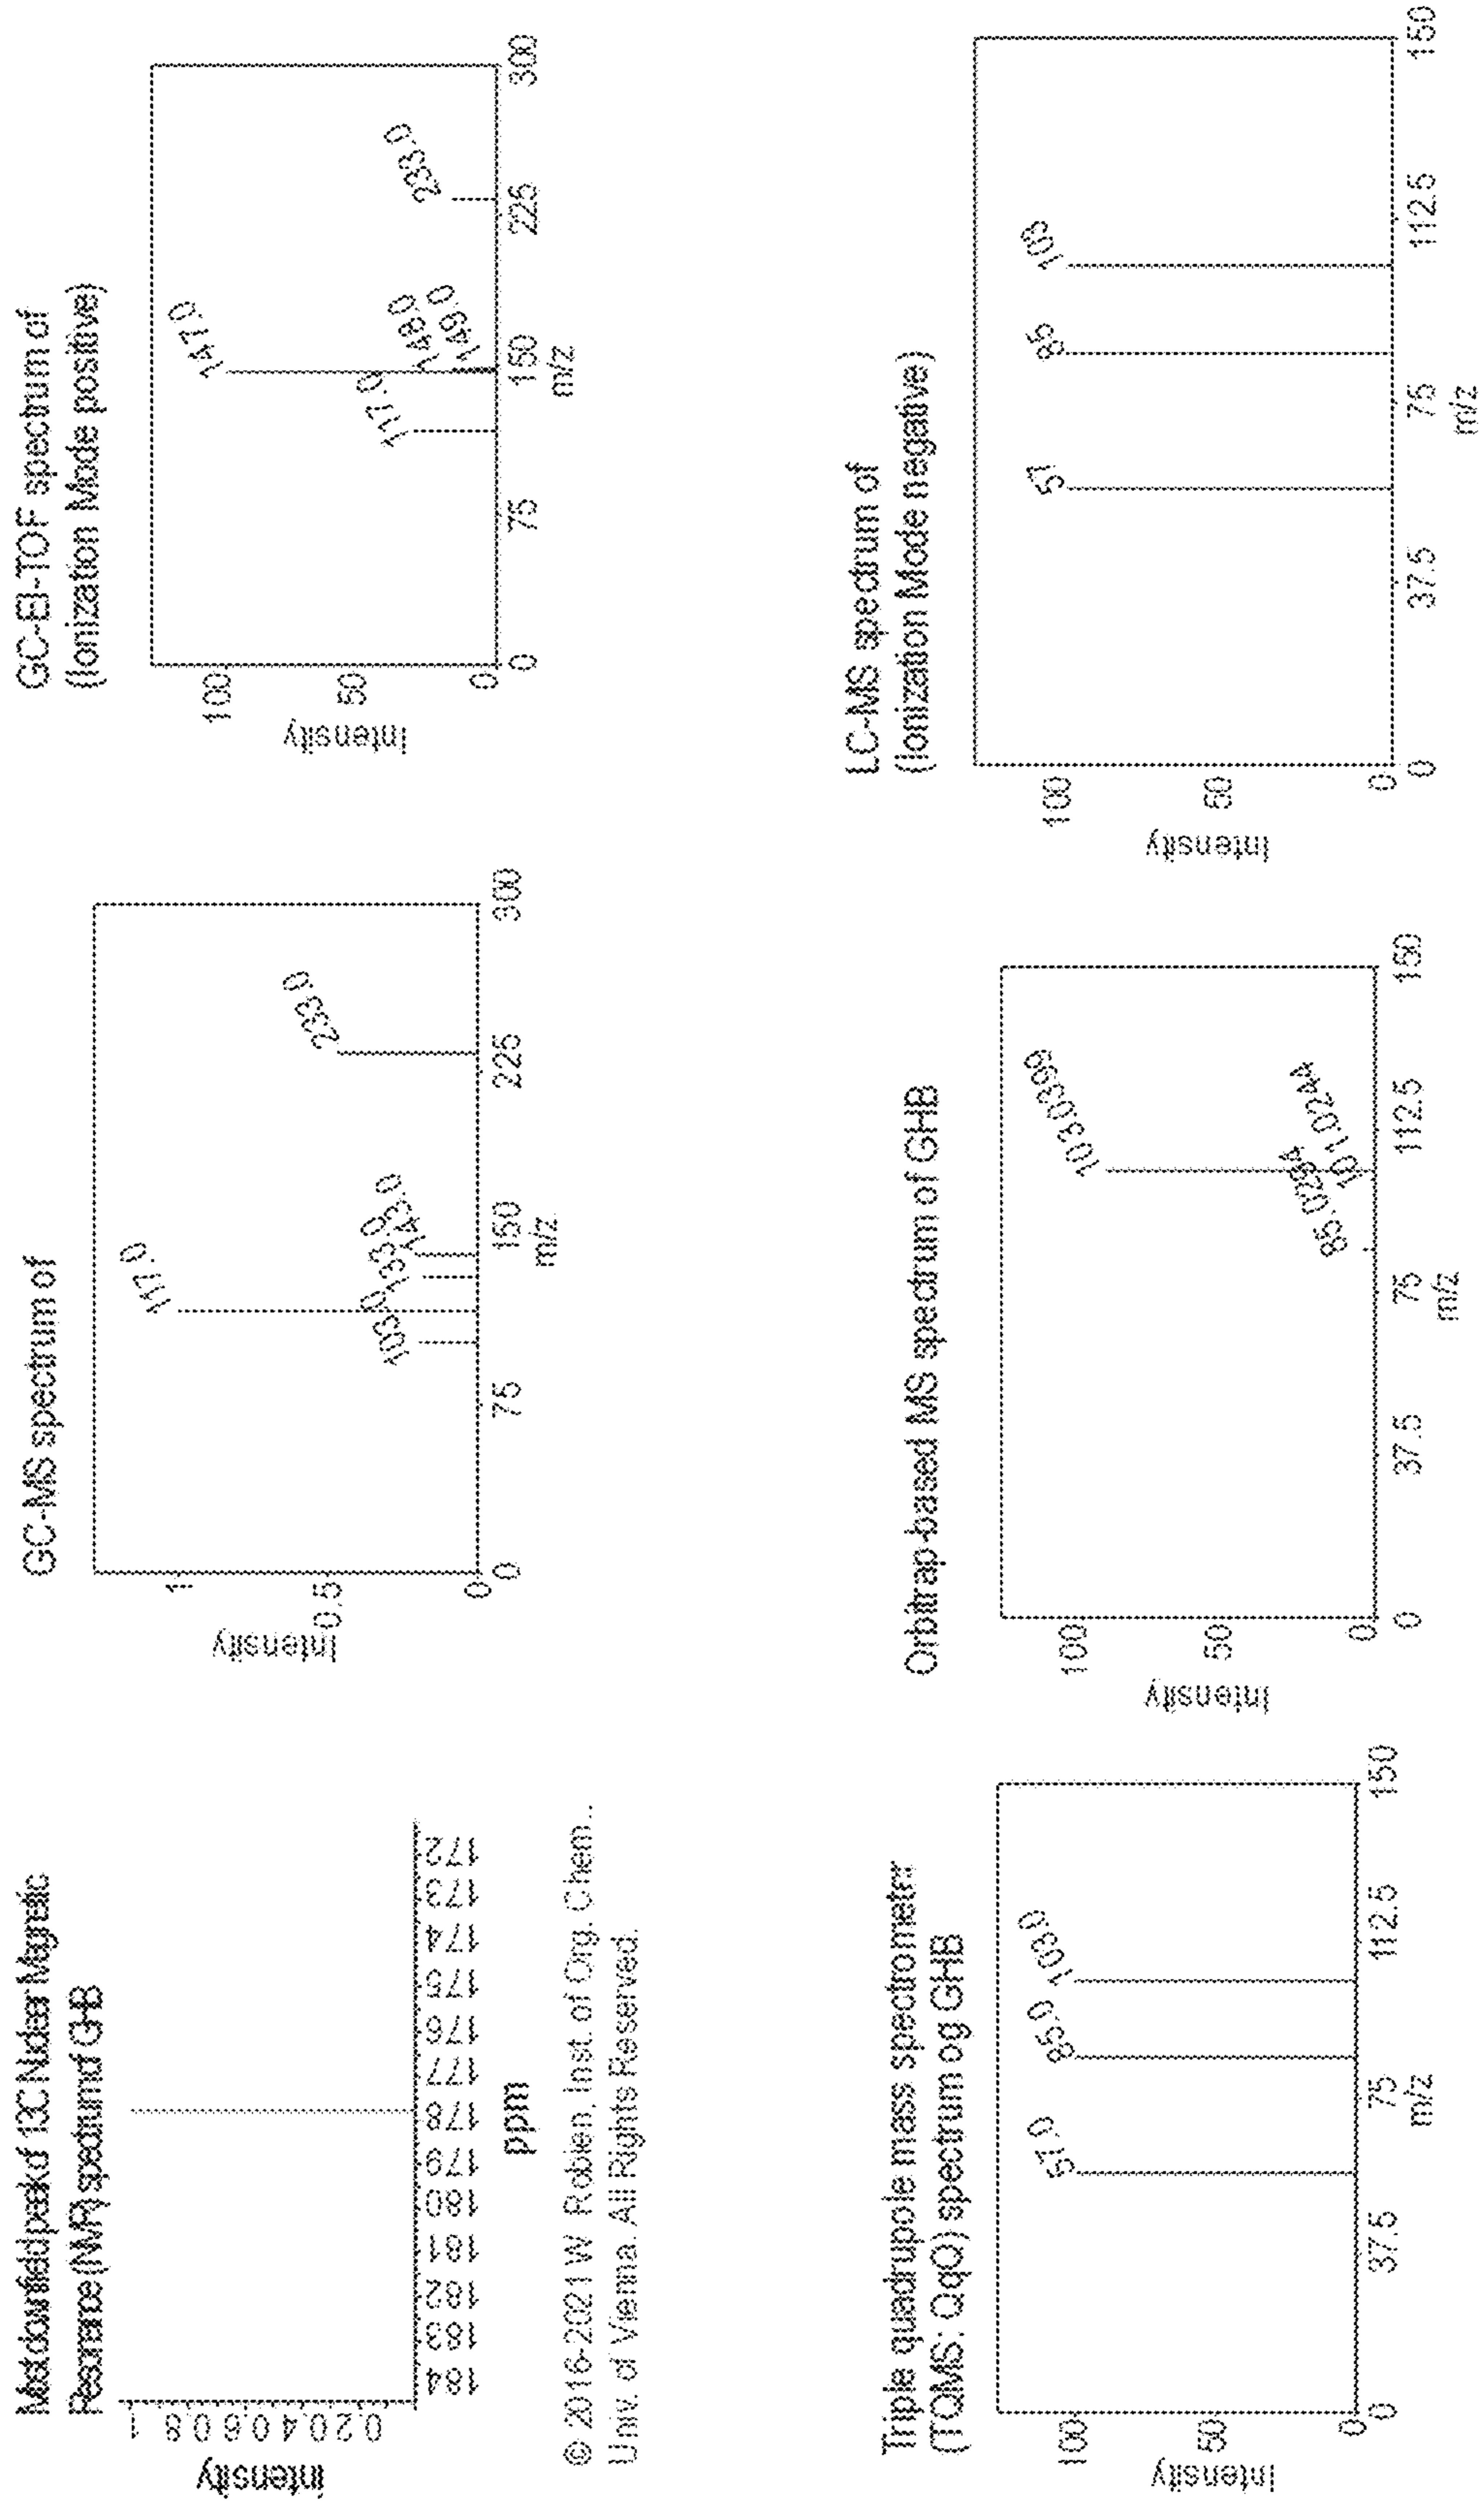 Most downfield peak of 13C Nuclear Magnetic
Resonance (NMR) spectrum of GHB
Intensity
1
0.8
0.6
0.4
0.2
0
184 183 182 181 180 179 178 177 176 175 174 173 172
ppm
© 2016-2021 W Robien, Inst. of Org. Chem.,
Univ. of Vienna. All Rights Reserved.
GC-MS spectrum of
Intensity
1
0.5
0
117.0
103.0
133.0
143.0
233.0
0 75 150 225 300
m/z
GC-EI-TOF spectrum of
(Ionization Mode positive)
Intensity
100
50
0
147.0
117.0
148.0
149.0
233.0
0 75 150 225 300
m/z
Triple quadrupole mass spectrometer
(TQMS: QqQ) spectrum og GHB
Intensity
100
50
0
57.0
85.0
103.0
0 37.5 75 112.5 150
m/z
Orbitrap-based MS spectrum of GHB
Intensity
100
50
0
103.0399
85.0294
101.0244
0 37.5 75 112.5 150
m/z
LC-MS spectrum of
(Ionization Mode negative)
Intensity
100
50
0
57
85
103
0 37.5 75 112.5 150
m/z